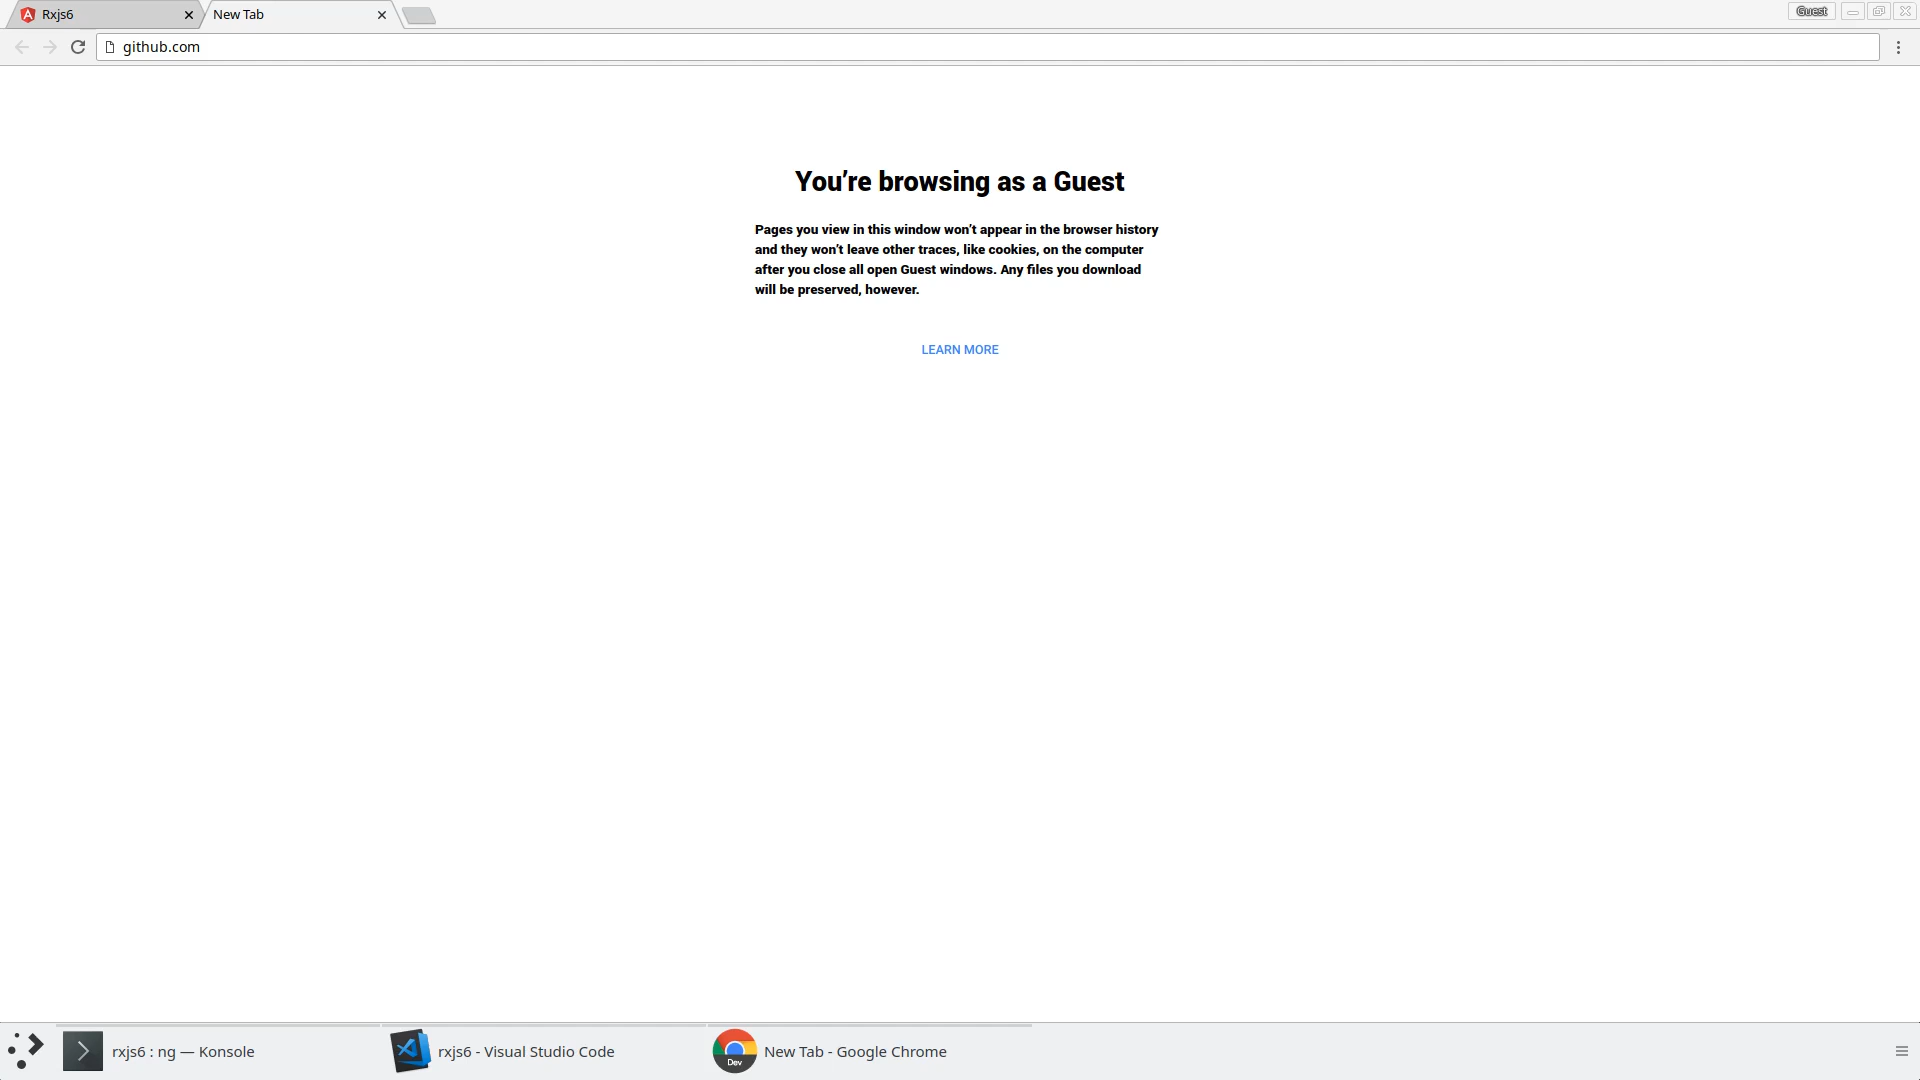 Rxjs6
New Tab
Guest
github.com
You’re browsing as a Guest
Pages you view in this window won’t appear in the browser history
and they won’t leave other traces, like cookies, on the computer
after you close all open Guest windows. Any files you download
will be preserved, however.
LEARN MORE
rxjs6 : ng — Konsole
rxjs6 - Visual Studio Code
Dev
New Tab - Google Chrome